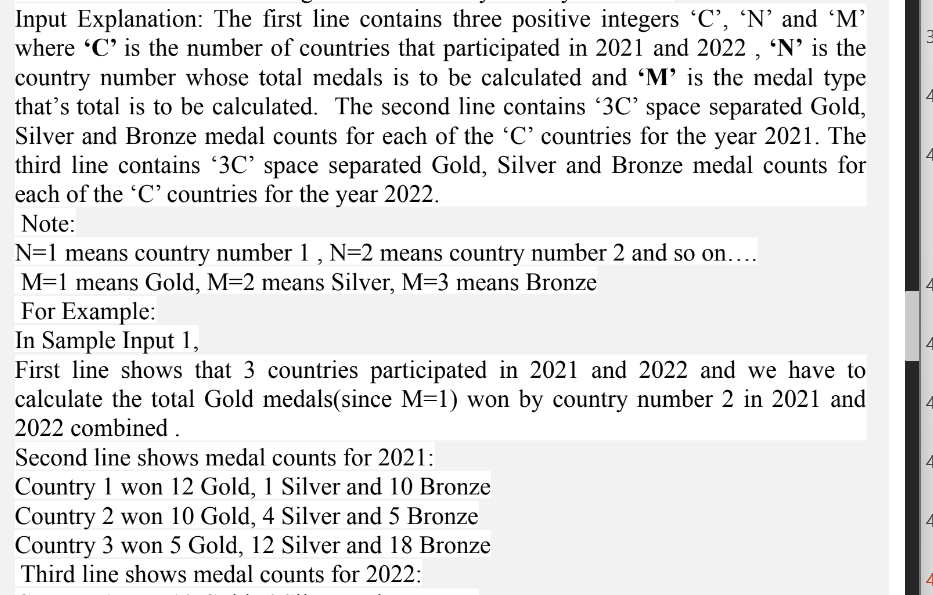 Input Explanation: The first line contains three positive integers ‘C’, ‘N’ and ‘M’
where ‘C’ is the number of countries that participated in 2021 and 2022 , ‘N’ is the
country number whose total medals is to be calculated and ‘M’ is the medal type
that’s total is to be calculated. The second line contains ‘3C’ space separated Gold,
Silver and Bronze medal counts for each of the ‘C’ countries for the year 2021. The
third line contains ‘3C’ space separated Gold, Silver and Bronze medal counts for
each of the ‘C’ countries for the year 2022.
Note:
N=1 means country number 1 , N=2 means country number 2 and so on….
M=1 means Gold, M=2 means Silver, M=3 means Bronze
For Example:
In Sample Input 1,
First line shows that 3 countries participated in 2021 and 2022 and we have to
calculate the total Gold medals(since M=1) won by country number 2 in 2021 and
2022 combined .
Second line shows medal counts for 2021:
Country 1 won 12 Gold, 1 Silver and 10 Bronze
Country 2 won 10 Gold, 4 Silver and 5 Bronze
Country 3 won 5 Gold, 12 Silver and 18 Bronze
Third line shows medal counts for 2022: